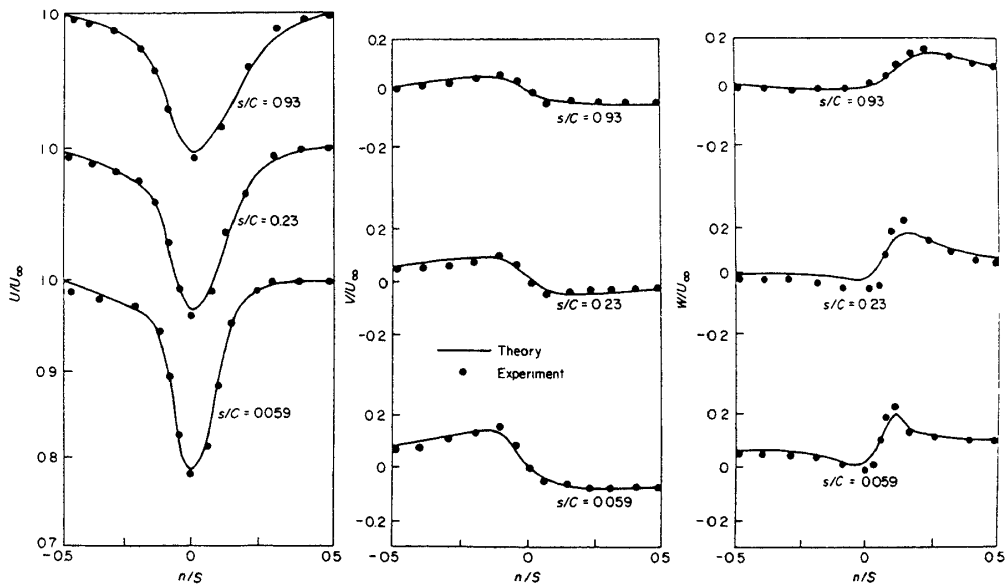 1.0
s/C = 0.93
1.0
s/C = 0.23
1.0
0.9
s/C = 0.059
0.8
0.7
-0.5
0
0.5
n/S
U/U∞
0.2
0
s/C = 0.93
-0.2
0.2
0
s/C = 0.23
-0.2
Theory
Experiment
0.2
0
s/C = 0.059
-0.2
-0.5
0
0.5
n/S
V/U∞
0.2
0
s/C = 0.93
-0.2
0.2
0
s/C = 0.23
-0.2
0.2
0
s/C = 0.059
-0.2
-0.5
0
0.5
n/S
W/U∞